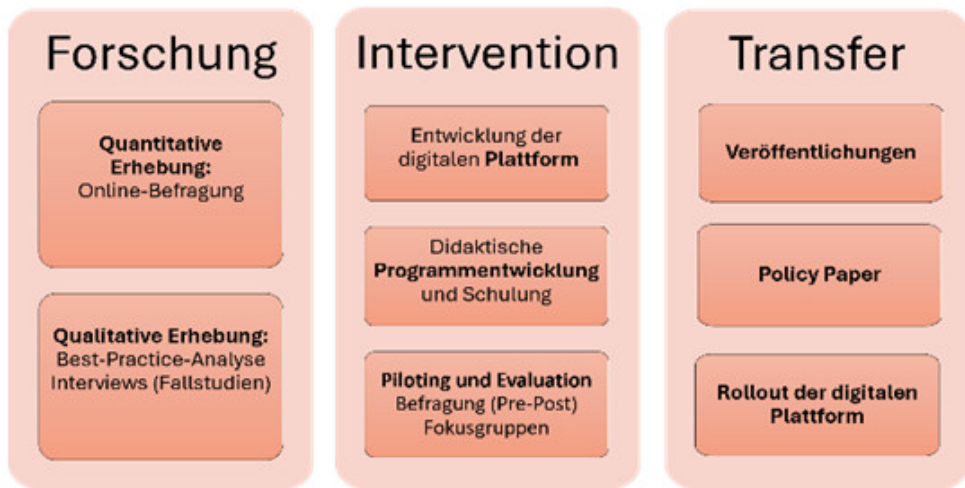 Forschung
Quantitative
Erhebung:
Online-Befragung
Qualitative Erhebung:
Best-Practice-Analyse
Interviews (Fallstudien)
Intervention
Entwicklung der
digitalen Plattform
Didaktische
Programmentwicklung
und Schulung
Piloting und Evaluation
Befragung (Pre-Post)
Fokusgruppen
Transfer
Veröffentlichungen
Policy Paper
Rollout der digitalen
Plattform